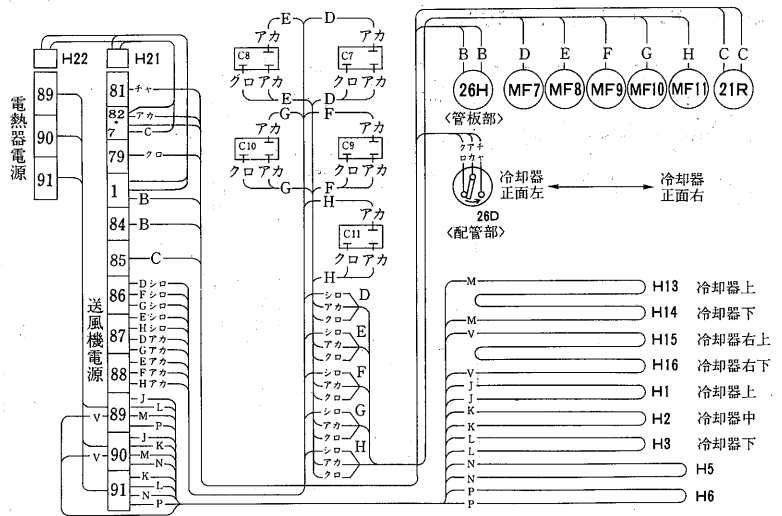 H22
H21
電熱器電源
89
90
91
送風機電源
81
チャ
82
・
7
アカ
C
79
クロ
1
B
84
B
85
C
86
Dシロ
Fシロ
Gシロ
87
Eシロ
Hシロ
Dアカ
Gアカ
88
Eアカ
Fアカ
Hアカ
89
J
L
V
M
P
90
J
K
V
M
N
91
K
L
N
P
E
D
アカ
アカ
C8
C7
クロ アカ
クロ アカ
E
D
G
F
アカ
アカ
C10
C9
クロ アカ
クロ アカ
G
F
H
アカ
C11
クロ アカ
H
シロ
アカ
クロ
D
シロ
アカ
クロ
E
シロ
アカ
クロ
F
シロ
アカ
クロ
G
シロ
アカ
クロ
H
B B D E F G H C C
26H MF7 MF8 MF9 MF10 MF11 21R
〈管板部〉
クロ
アカ
チャ
26D
〈配管部〉
冷却器
正面左
冷却器
正面右
M
H13 冷却器上
H14 冷却器下
M
V
H15 冷却器右上
H16 冷却器右下
V
J
H1 冷却器上
J
K
H2 冷却器中
K
L
H3 冷却器下
L
N
H5
N
P
H6
P